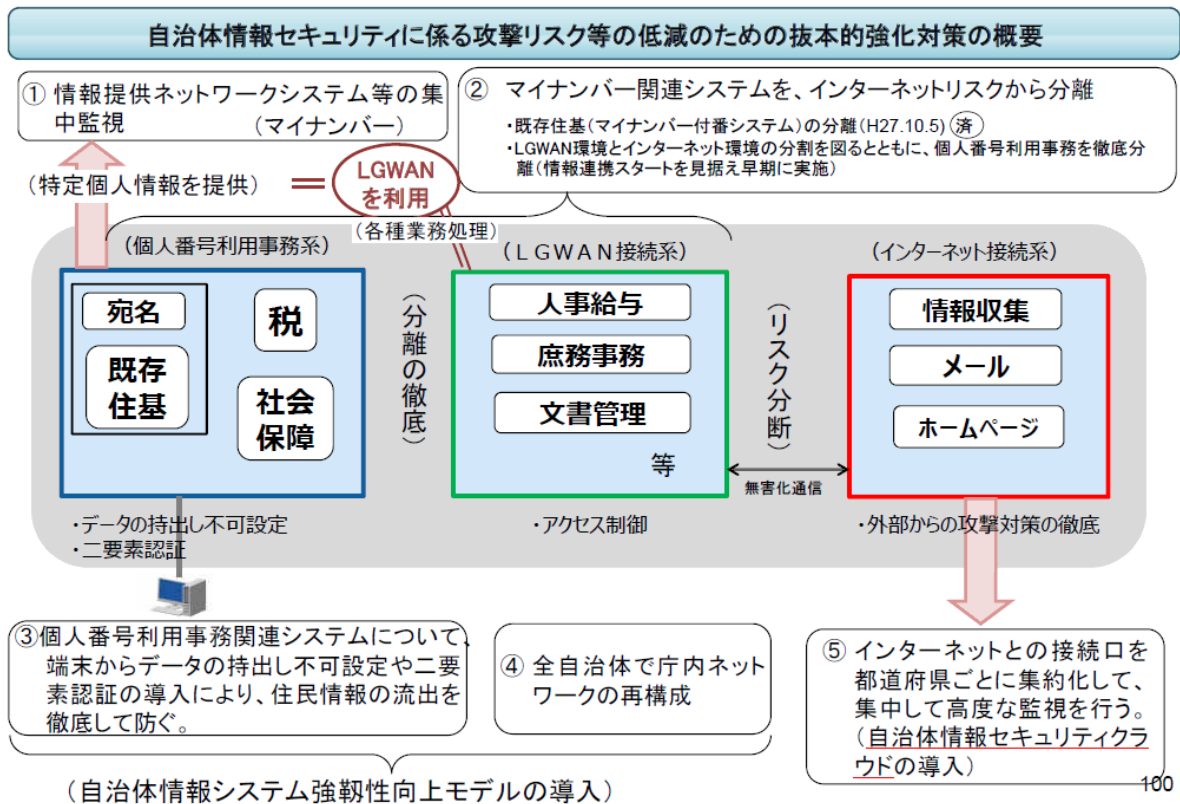 自治体情報セキュリティに係る攻撃リスク等の低減のための抜本的強化対策の概要
① 情報提供ネットワークシステム等の集
中監視　　　　（マイナンバー）
② マイナンバー関連システムを、インターネットリスクから分離
・既存住基(マイナンバー付番システム)の分離(H27.10.5) 済
・LGWAN環境とインターネット環境の分割を図るとともに、個人番号利用事務を徹底分
離(情報連携スタートを見据え早期に実施)
（特定個人情報を提供）
LGWAN
を利用
（各種業務処理）
（個人番号利用事務系）
（ＬＧＷＡＮ接続系）
（インターネット接続系）
宛名
既存
住基
税
社会
保障
（分離の徹底）
人事給与
庶務事務
文書管理
等
（リスク分断）
無害化通信
情報収集
メール
ホームページ
・データの持出し不可設定
・二要素認証
・アクセス制御
・外部からの攻撃対策の徹底
③個人番号利用事務関連システムについて、
端末からデータの持出し不可設定や二要
素認証の導入により、住民情報の流出を
徹底して防ぐ。
④ 全自治体で庁内ネット
ワークの再構成
⑤ インターネットとの接続口を
都道府県ごとに集約化して、
集中して高度な監視を行う。
（自治体情報セキュリティクラ
ウドの導入）
（自治体情報システム強靱性向上モデルの導入）
100